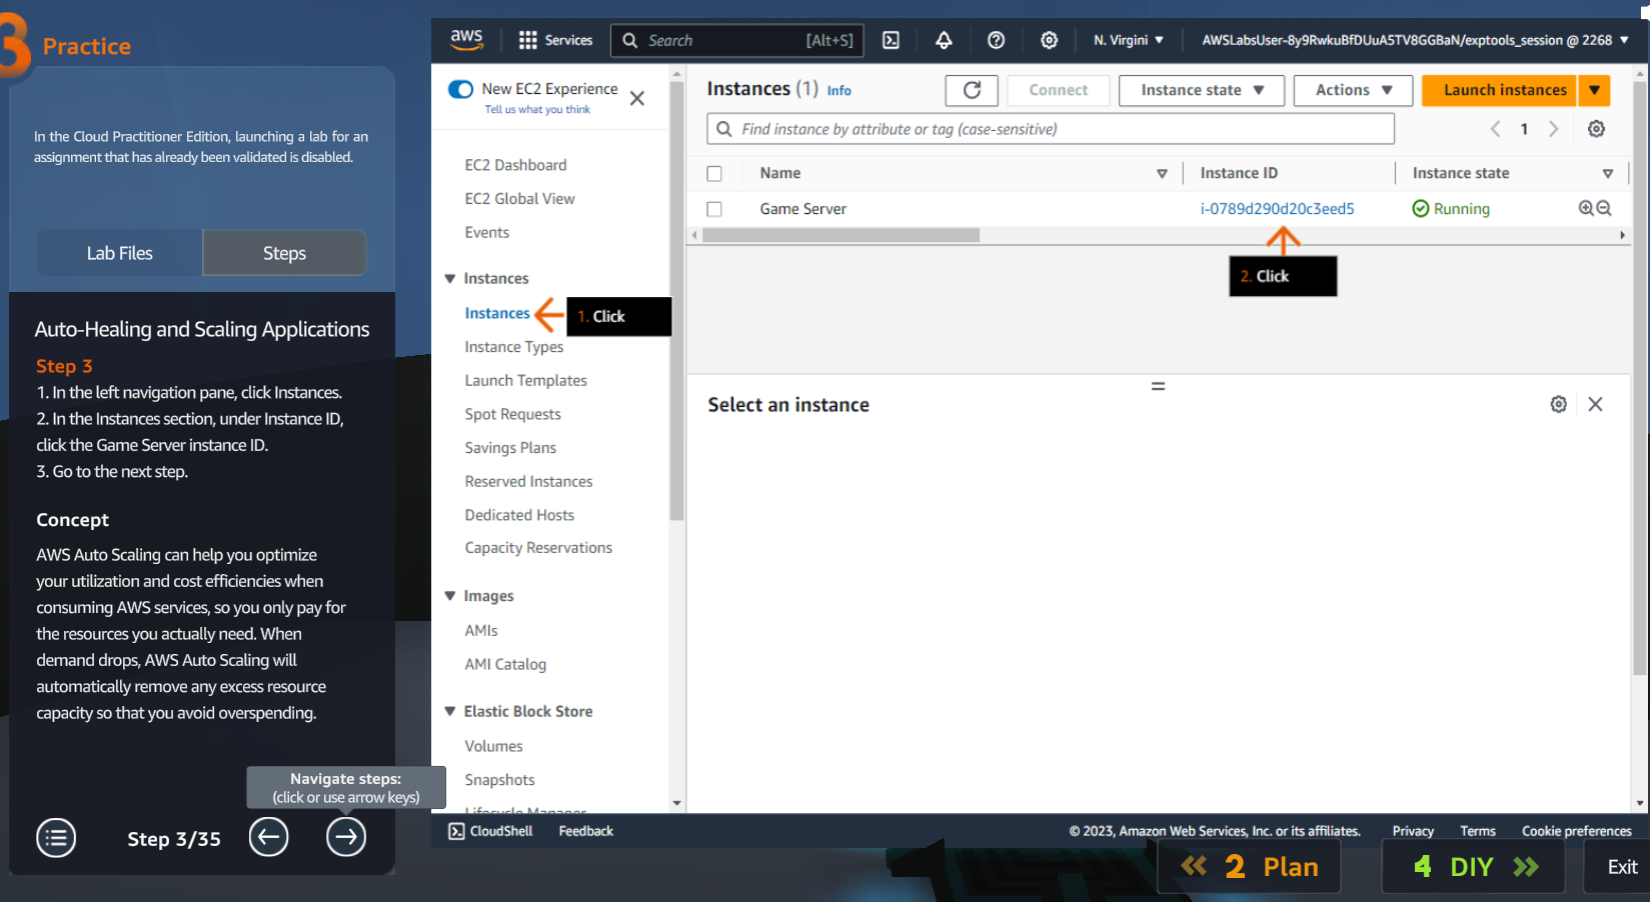 3 Practice
In the Cloud Practitioner Edition, launching a lab for an
assignment that has already been validated is disabled.
Lab Files
Steps
Auto-Healing and Scaling Applications
Step 3
1. In the left navigation pane, click Instances.
2. In the Instances section, under Instance ID,
click the Game Server instance ID.
3. Go to the next step.
Concept
AWS Auto Scaling can help you optimize
your utilization and cost efficiencies when
consuming AWS services, so you only pay for
the resources you actually need. When
demand drops, AWS Auto Scaling will
automatically remove any excess resource
capacity so that you avoid overspending.
Navigate steps:
(click or use arrow keys)
Step 3/35
aws
Services
Search
[Alt+S]
N. Virgini
AWSLabsUser-8y9RwkuBfDUuA5TV8GGBaN/exptools_session @ 2268
New EC2 Experience
Tell us what you think
EC2 Dashboard
EC2 Global View
Events
Instances
Instances
1. Click
Instance Types
Launch Templates
Spot Requests
Savings Plans
Reserved Instances
Dedicated Hosts
Capacity Reservations
Images
AMIs
AMI Catalog
Elastic Block Store
Volumes
Snapshots
Lifecycle Manager
Instances (1) Info
Connect
Instance state
Actions
Launch instances
Find instance by attribute or tag (case-sensitive)
1
Name
Instance ID
Instance state
Game Server
i-0789d290d20c3eed5
Running
2. Click
Select an instance
CloudShell
Feedback
© 2023, Amazon Web Services, Inc. or its affiliates.
Privacy
Terms
Cookie preferences
2 Plan
4 DIY
Exit